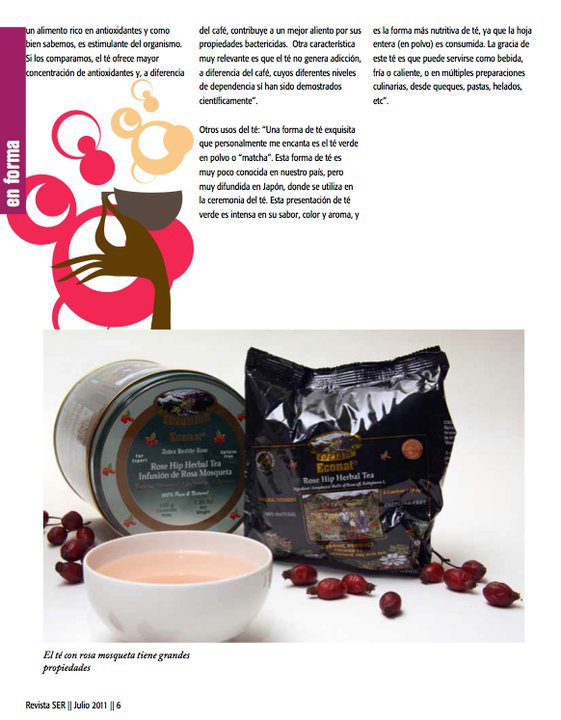 un alimento rico en antioxidantes y como
bien sabemos, es estimulante del organismo.
Si los comparamos, el té ofrece mayor
concentración de antioxidantes y, a diferencia
del café, contribuye a un mejor aliento por sus
propiedades bactericidas. Otra característica
muy relevante es que el té no genera adicción,
a diferencia del café, cuyos diferentes niveles
de dependencia sí han sido demostrados
científicamente”.
Otros usos del té: “Una forma de té exquisita
que personalmente me encanta es el té verde
en polvo o “matcha”. Esta forma de té es
muy poco conocida en nuestro país, pero
muy difundida en Japón, donde se utiliza en
la ceremonia del té. Esta presentación de té
verde es intensa en su sabor, color y aroma, y
es la forma más nutritiva de té, ya que la hoja
entera (en polvo) es consumida. La gracia de
este té es que puede servirse como bebida,
fría o caliente, o en múltiples preparaciones
culinarias, desde queques, pastas, helados,
etc”.
en forma
Econat
Rose Hip Herbal Tea
Infusión de Rosa Mosqueta
100% Pure & Natural
Econat
Rose Hip Herbal Tea
El té con rosa mosqueta tiene grandes
propiedades
Revista SER || Julio 2011 || 6